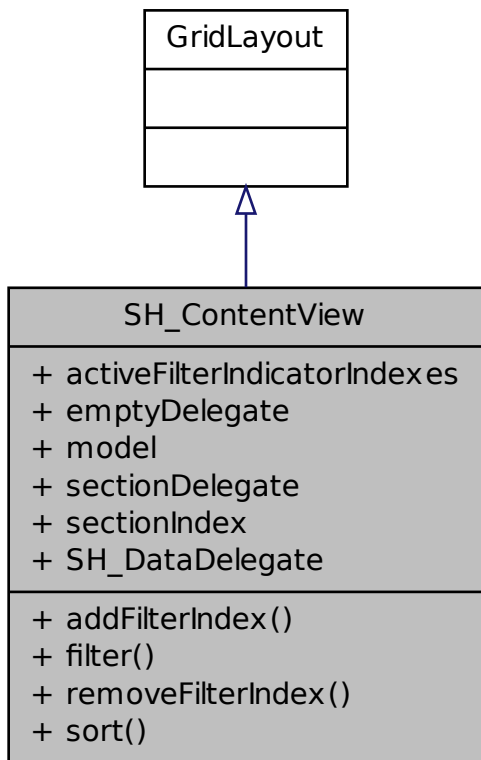 GridLayout
SH_ContentView
+ activeFilterIndicatorIndexes
+ emptyDelegate
+ model
+ sectionDelegate
+ sectionIndex
+ SH_DataDelegate
+ addFilterIndex()
+ filter()
+ removeFilterIndex()
+ sort()